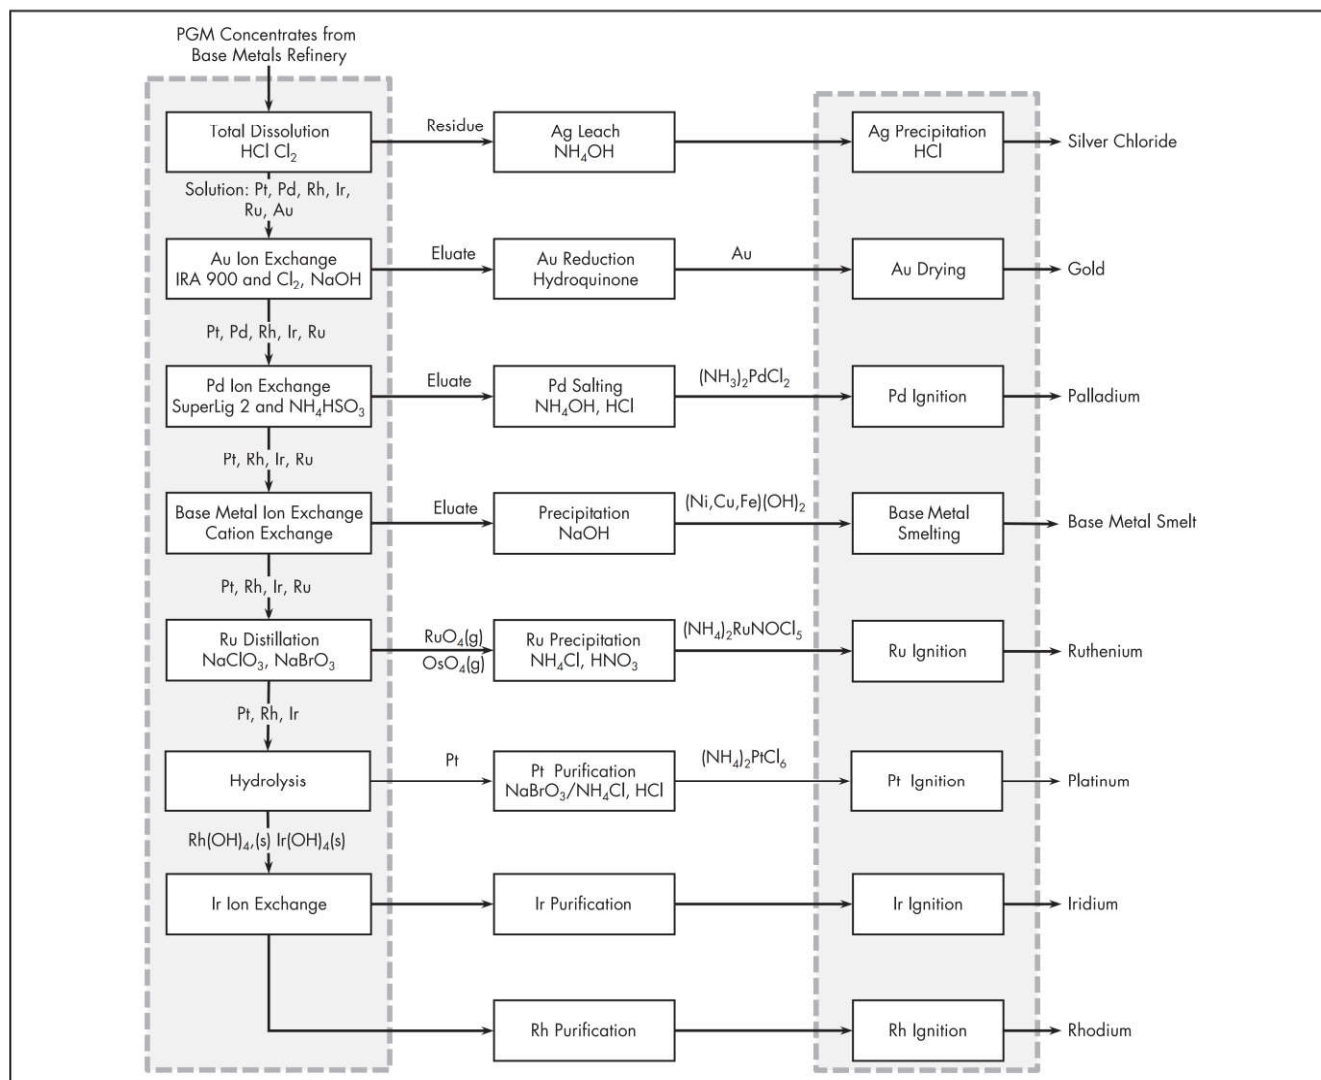 PGM Concentrates from
Base Metals Refinery
Total Dissolution
HCl Cl₂
Residue
Ag Leach
NH₄OH
Ag Precipitation
HCl
Silver Chloride
Solution: Pt, Pd, Rh, Ir,
Ru, Au
Au Ion Exchange
IRA 900 and Cl₂, NaOH
Eluate
Au Reduction
Hydroquinone
Au
Au Drying
Gold
Pt, Pd, Rh, Ir, Ru
Pd Ion Exchange
SuperLig 2 and NH₄HSO₃
Eluate
Pd Salting
NH₄OH, HCl
(NH₃)₂PdCl₂
Pd Ignition
Palladium
Pt, Rh, Ir, Ru
Base Metal Ion Exchange
Cation Exchange
Eluate
Precipitation
NaOH
(Ni,Cu,Fe)(OH)₂
Base Metal
Smelting
Base Metal Smelt
Pt, Rh, Ir, Ru
Ru Distillation
NaClO₃, NaBrO₃
RuO₄(g)
OsO₄(g)
Ru Precipitation
NH₄Cl, HNO₃
(NH₄)₂RuNOCl₅
Ru Ignition
Ruthenium
Pt, Rh, Ir
Hydrolysis
Pt
Pt Purification
NaBrO₃/NH₄Cl, HCl
(NH₄)₂PtCl₆
Pt Ignition
Platinum
Rh(OH)₄,(s) Ir(OH)₄(s)
Ir Ion Exchange
Ir Purification
Ir Ignition
Iridium
Rh Purification
Rh Ignition
Rhodium